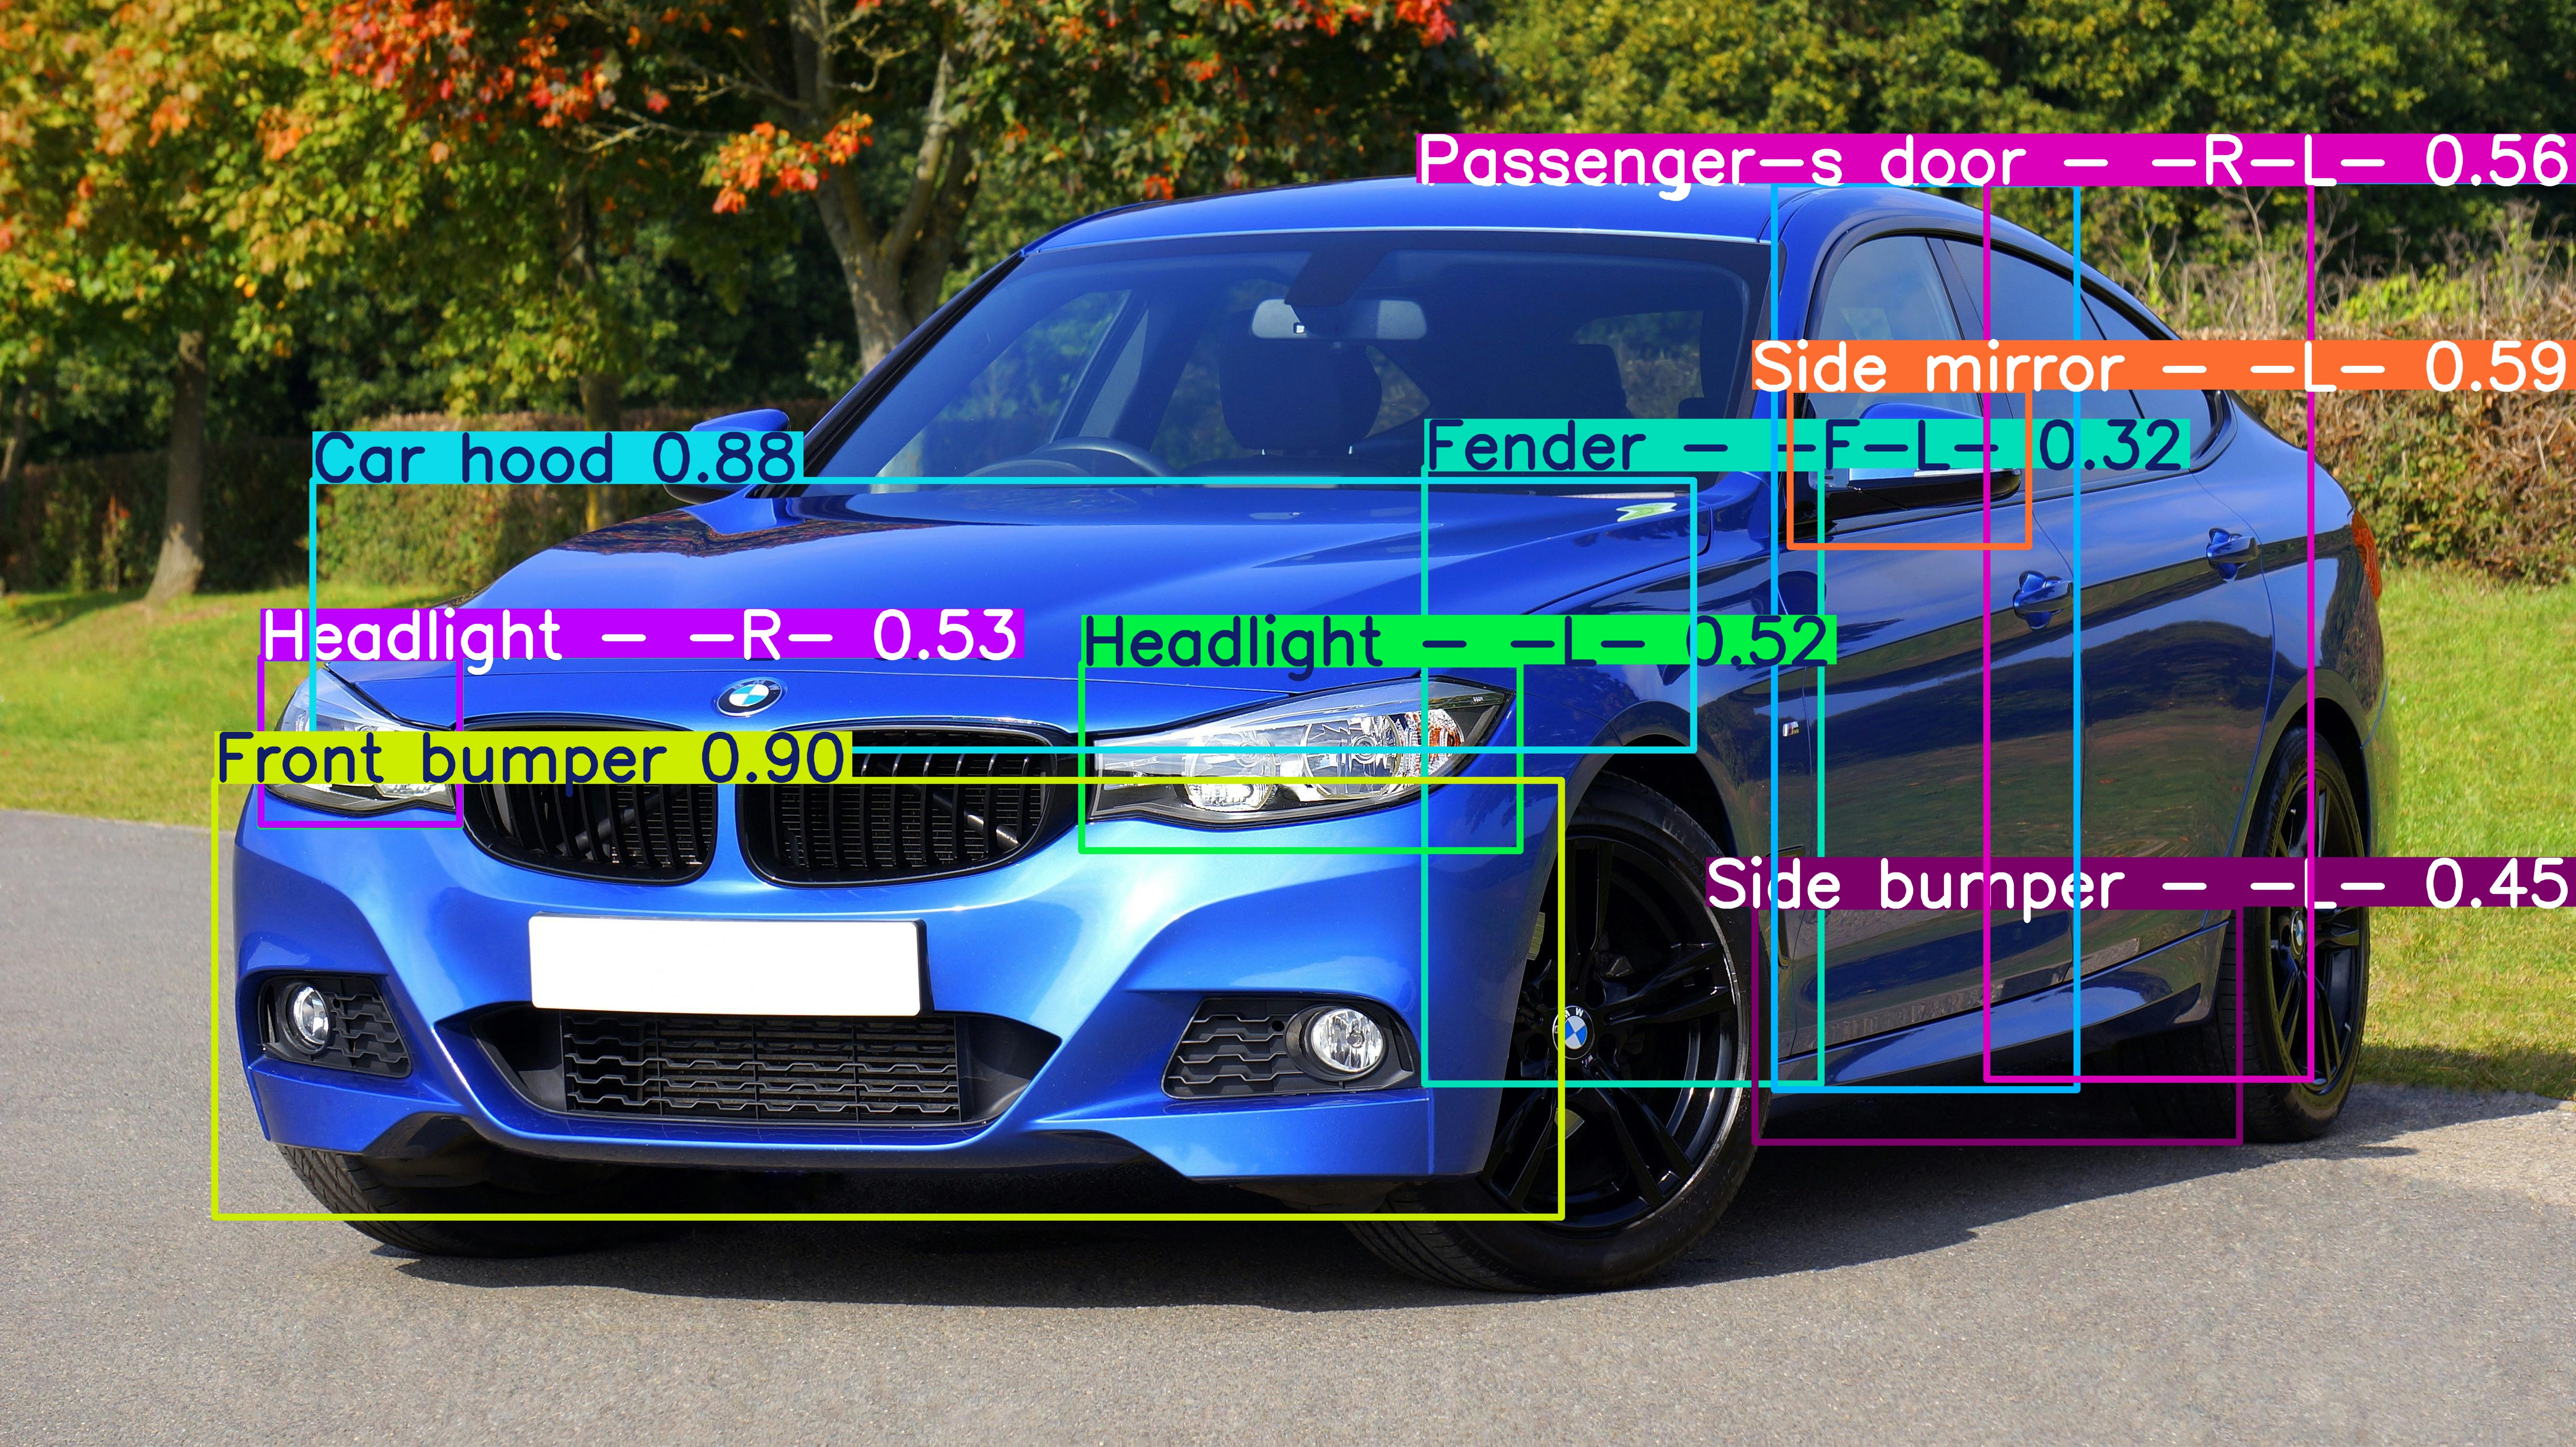 Passenger-s door - -R-L- 0.56
Side mirror - -L- 0.59
Fender - -F-L- 0.32
Car hood 0.88
Headlight - -R- 0.53
Headlight - -L- 0.52
Front bumper 0.90
Side bumper - -L- 0.45